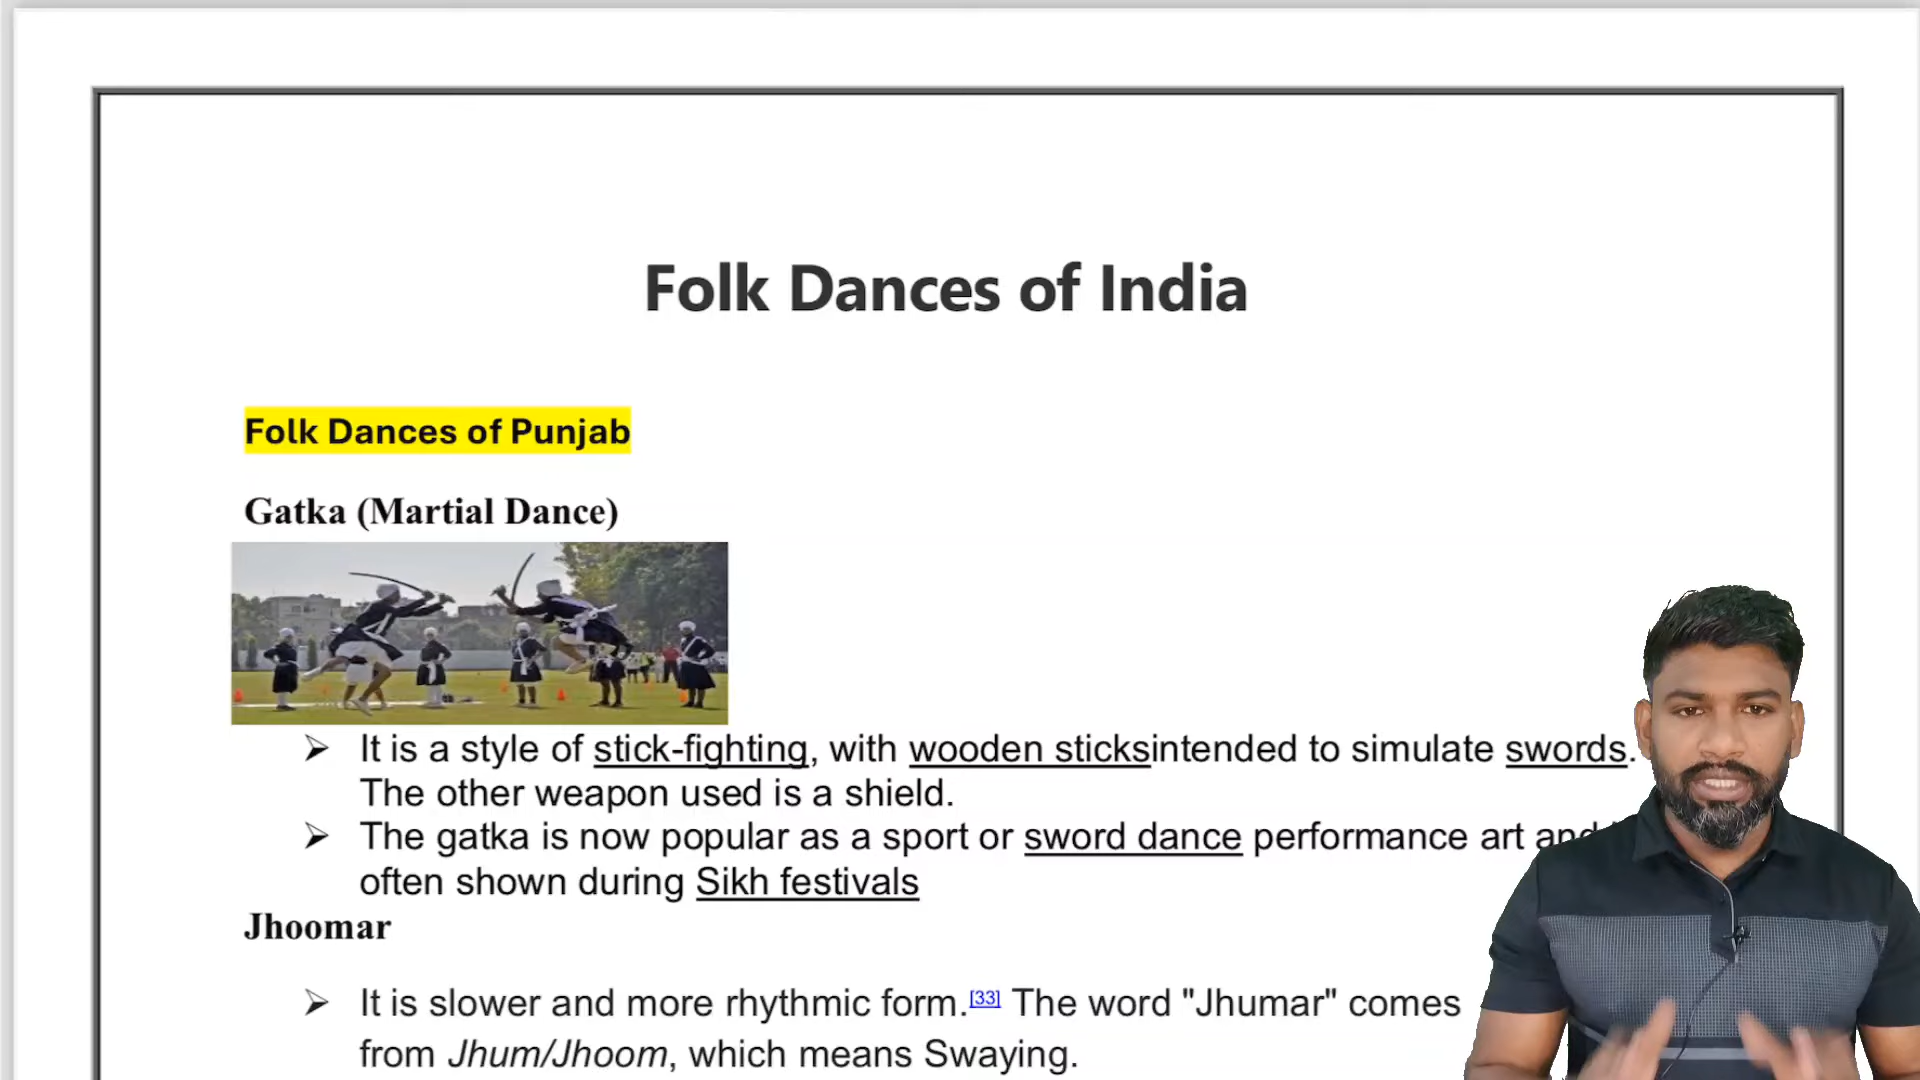 Folk Dances of India
Folk Dances of Punjab
Gatka (Martial Dance)
➢ It is a style of stick-fighting, with wooden sticksintended to simulate swords.
The other weapon used is a shield.
➢ The gatka is now popular as a sport or sword dance performance art and
often shown during Sikh festivals
Jhoomar
➢ It is slower and more rhythmic form.[33] The word "Jhumar" comes
from Jhum/Jhoom, which means Swaying.